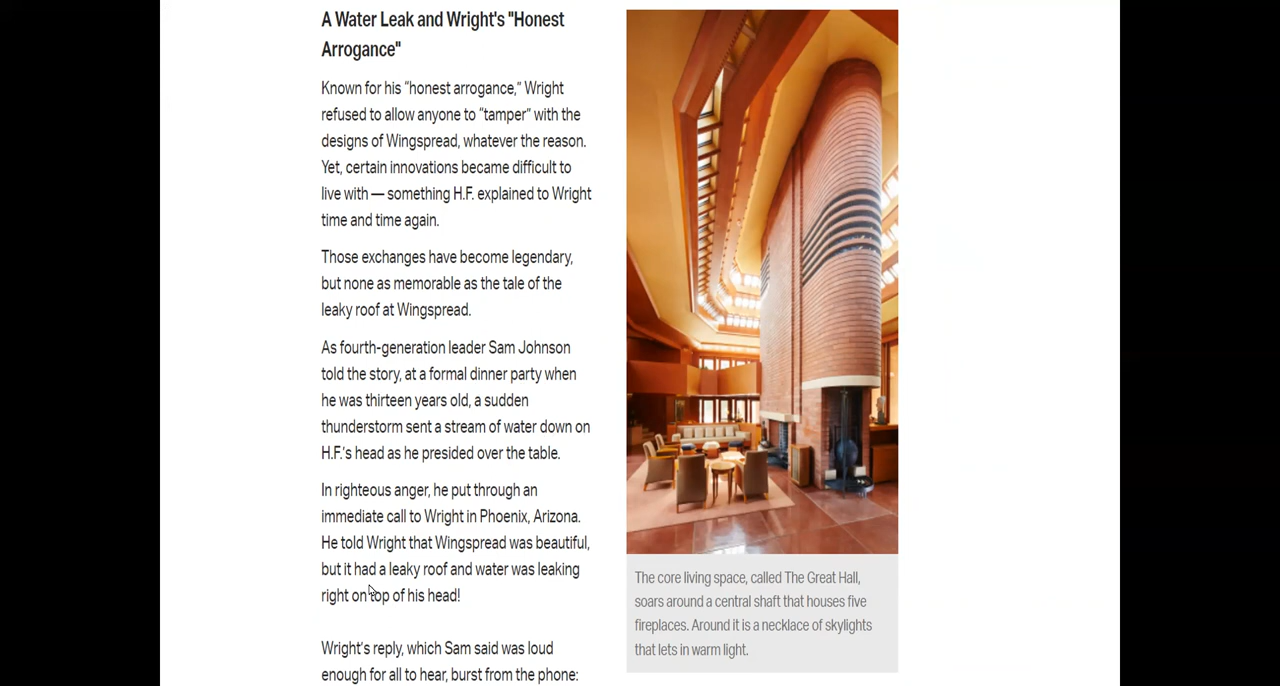 A Water Leak and Wright's "Honest
Arrogance"
Known for his “honest arrogance,” Wright
refused to allow anyone to “tamper” with the
designs of Wingspread, whatever the reason.
Yet, certain innovations became difficult to
live with — something H.F. explained to Wright
time and time again.
Those exchanges have become legendary,
but none as memorable as the tale of the
leaky roof at Wingspread.
As fourth-generation leader Sam Johnson
told the story, at a formal dinner party when
he was thirteen years old, a sudden
thunderstorm sent a stream of water down on
H.F.’s head as he presided over the table.
In righteous anger, he put through an
immediate call to Wright in Phoenix, Arizona.
He told Wright that Wingspread was beautiful,
but it had a leaky roof and water was leaking
right on top of his head!
Wright’s reply, which Sam said was loud
enough for all to hear, burst from the phone:
The core living space, called The Great Hall,
soars around a central shaft that houses five
fireplaces. Around it is a necklace of skylights
that lets in warm light.